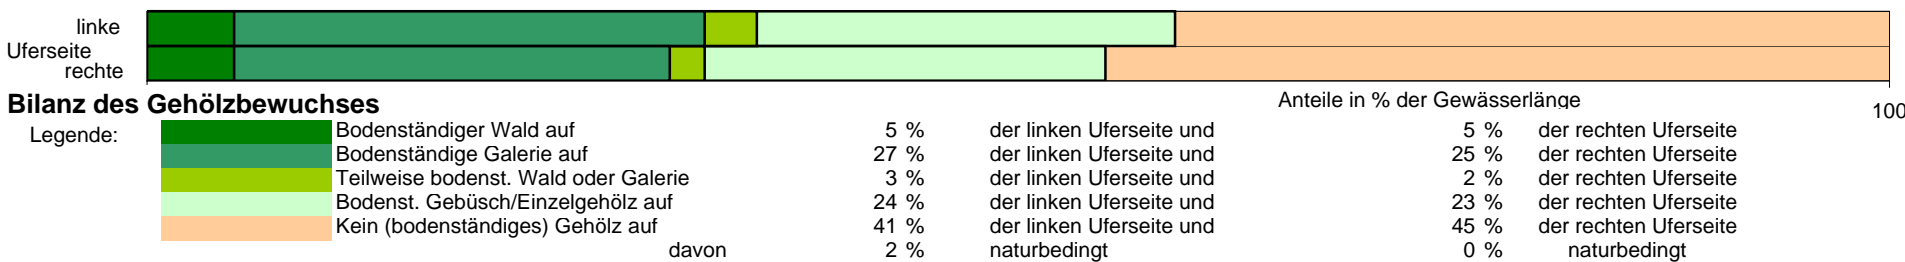 linke
Uferseite
rechte
Bilanz des Gehölzbewuchses
Anteile in % der Gewässerlänge
100
Legende:
Bodenständiger Wald auf 5 % der linken Uferseite und 5 % der rechten Uferseite
Bodenständige Galerie auf 27 % der linken Uferseite und 25 % der rechten Uferseite
Teilweise bodenst. Wald oder Galerie 3 % der linken Uferseite und 2 % der rechten Uferseite
Bodenst. Gebüsch/Einzelgehölz auf 24 % der linken Uferseite und 23 % der rechten Uferseite
Kein (bodenständiges) Gehölz auf 41 % der linken Uferseite und 45 % der rechten Uferseite
davon 2 % naturbedingt 0 % naturbedingt